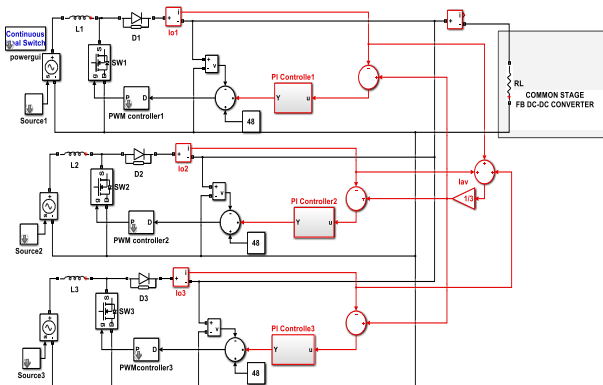 Continuous
eal Switch
powergui
L1
D1
Io1
i
SW1
Source1
PWM controller1
P
D
v
48
PI Controlle1
Y
u
RL
COMMON STAGE
FB DC-DC CONVERTER
L2
D2
Io2
i
SW2
Source2
PWM controller2
P
D
v
48
PI Controller2
Y
u
Iav
1/3
L3
D3
Io3
i
SW3
Source3
PWMcontroller3
P
D
v
48
PI Controlle3
Y
u